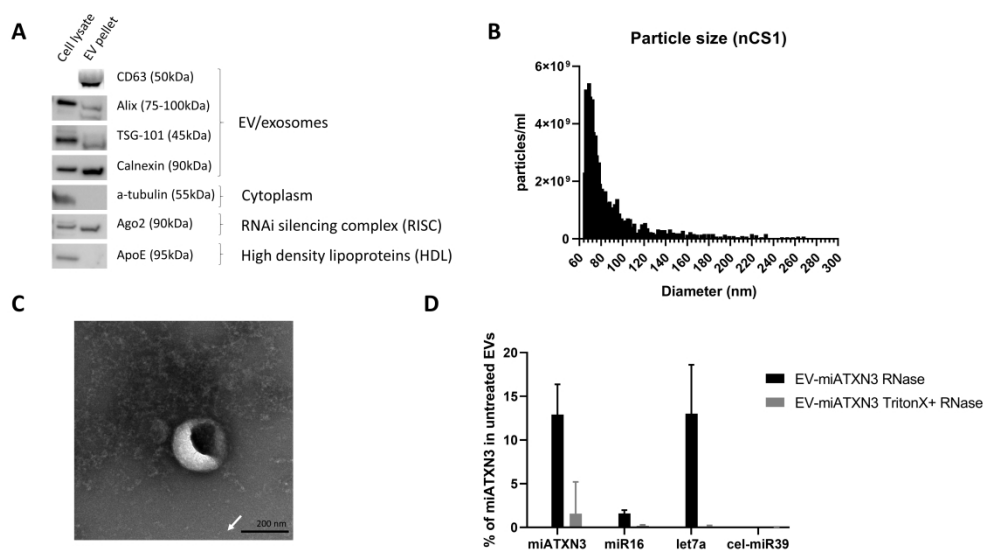 A
Cell lysate
EV pellet
CD63 (50kDa)
Alix (75-100kDa)
TSG-101 (45kDa)
Calnexin (90kDa)
a-tubulin (55kDa)
Ago2 (90kDa)
ApoE (95kDa)
EV/exosomes
Cytoplasm
RNAi silencing complex (RISC)
High density lipoproteins (HDL)
B
Particle size (nCS1)
particles/ml
6×10⁹
4×10⁹
2×10⁹
0
60 80 100 120 140 160 180 200 220 240 260 280 300
Diameter (nm)
C
200 nm
D
% of miATXN3 in untreated EVs
20
15
10
5
0
miATXN3 miR16 let7a cel-miR39
EV-miATXN3 RNase
EV-miATXN3 TritonX+ RNase